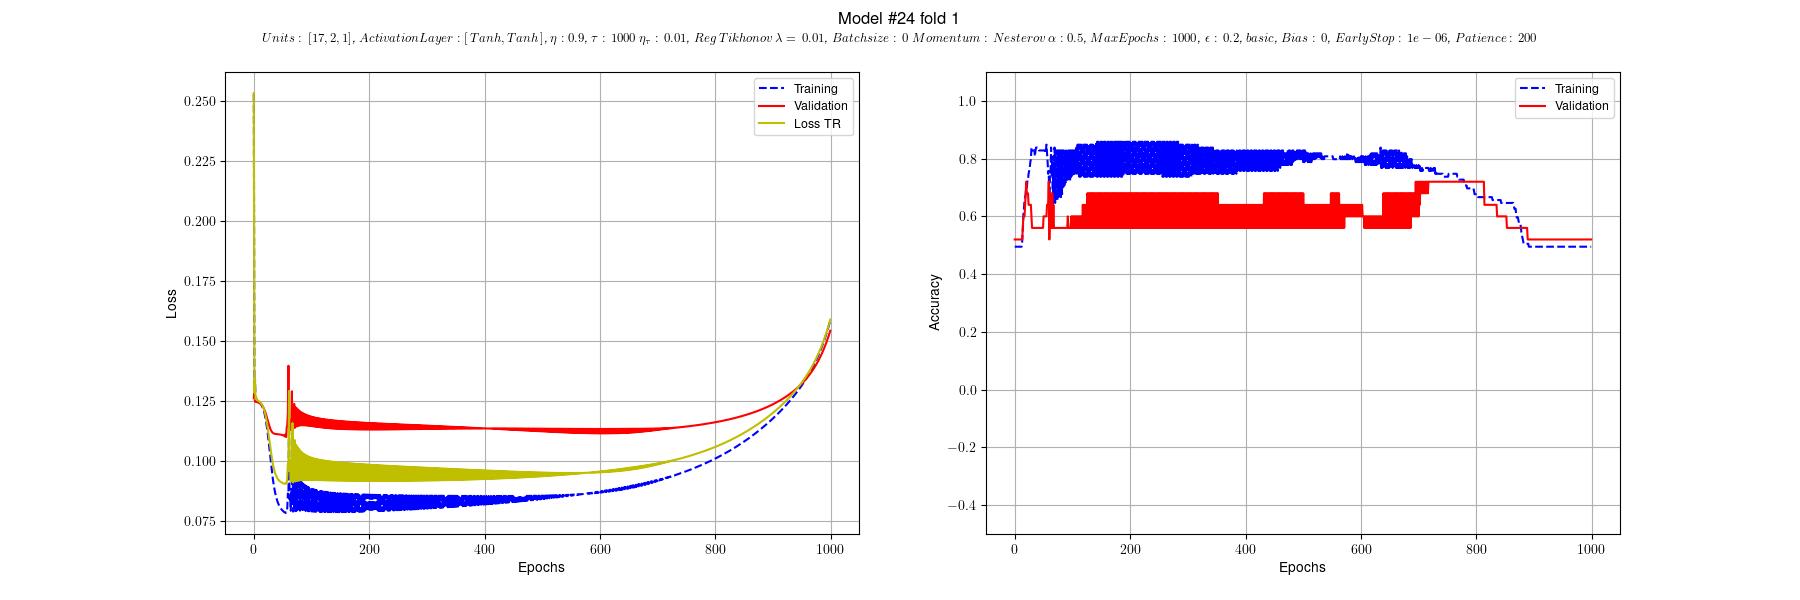 Model #24 fold 1
Units : [17, 2, 1], ActivationLayer : [Tanh, Tanh], η : 0.9, τ : 1000 η_τ : 0.01, Reg Tikhonov λ = 0.01, Batchsize : 0 Momentum : Nesterov α : 0.5, MaxEpochs : 1000, ϵ : 0.2, basic, Bias : 0, EarlyStop : 1e − 06, Patience : 200
Training
Validation
Loss TR
0.250
0.225
0.200
0.175
0.150
0.125
0.100
0.075
Loss
0 200 400 600 800 1000
Epochs
Training
Validation
1.0
0.8
0.6
0.4
0.2
0.0
−0.2
−0.4
Accuracy
0 200 400 600 800 1000
Epochs